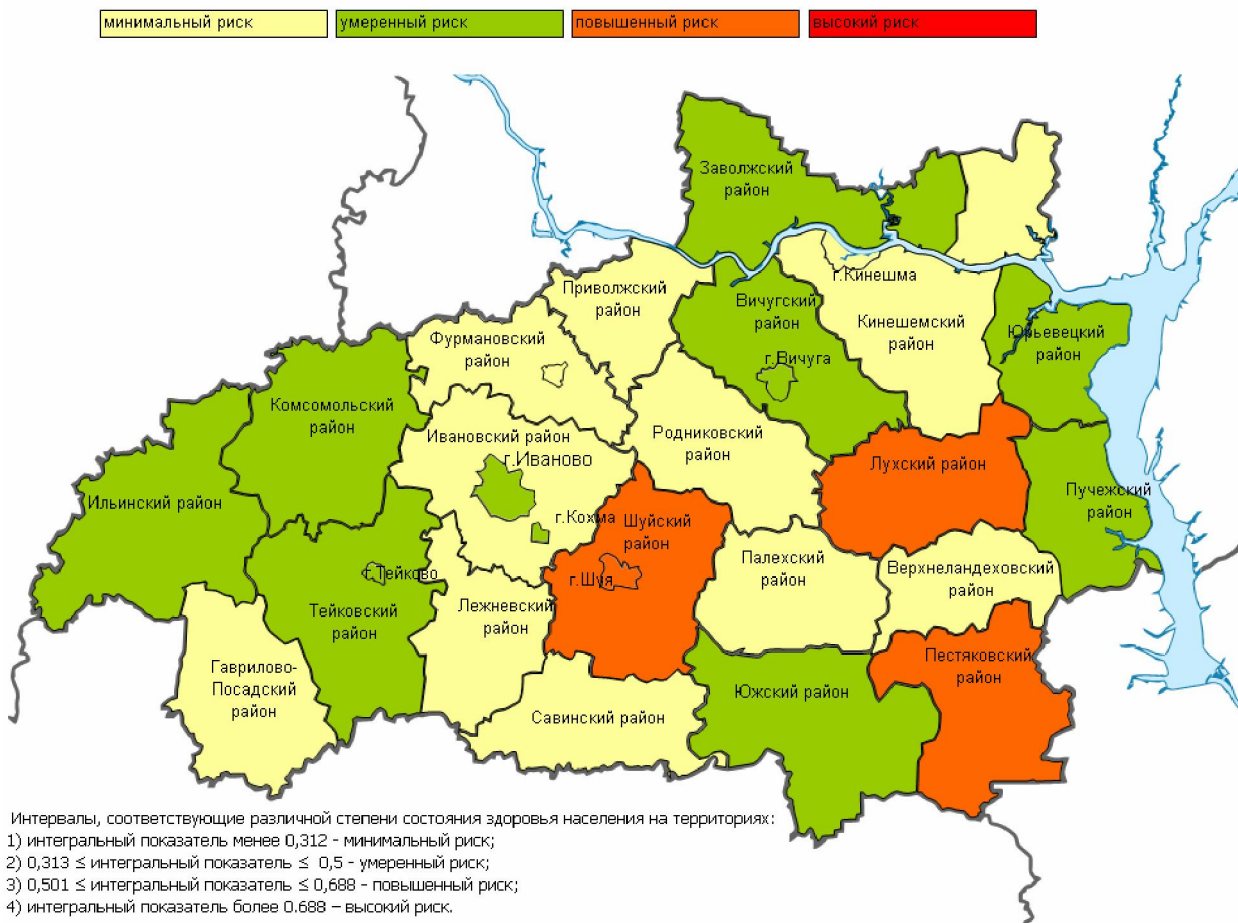 минимальный риск
умеренный риск
повышенный риск
высокий риск
Заволжский
район
г.Кинешма
Приволжский
район
Вичугский
район
Кинешемский
район
Юрьевецкий
район
Фурмановский
район
г.Вичуга
Комсомольский
район
Ивановский район
г.Иваново
Родниковский
район
Лухский район
Ильинский район
Пучежский
район
г.Кохма
Шуйский
район
Палехский
район
Верхнеландеховский
район
г.Тейково
г.Шуя
Тейковский
район
Лежневский
район
Гаврилово-
Посадский
район
Пестяковский
район
Южский район
Савинский район
Интервалы, соответствующие различной степени состояния здоровья населения на территориях:
1) интегральный показатель менее 0,312 - минимальный риск;
2) 0,313 ≤ интегральный показатель ≤ 0,5 - умеренный риск;
3) 0,501 ≤ интегральный показатель ≤ 0,688 - повышенный риск;
4) интегральный показатель более 0.688 – высокий риск.